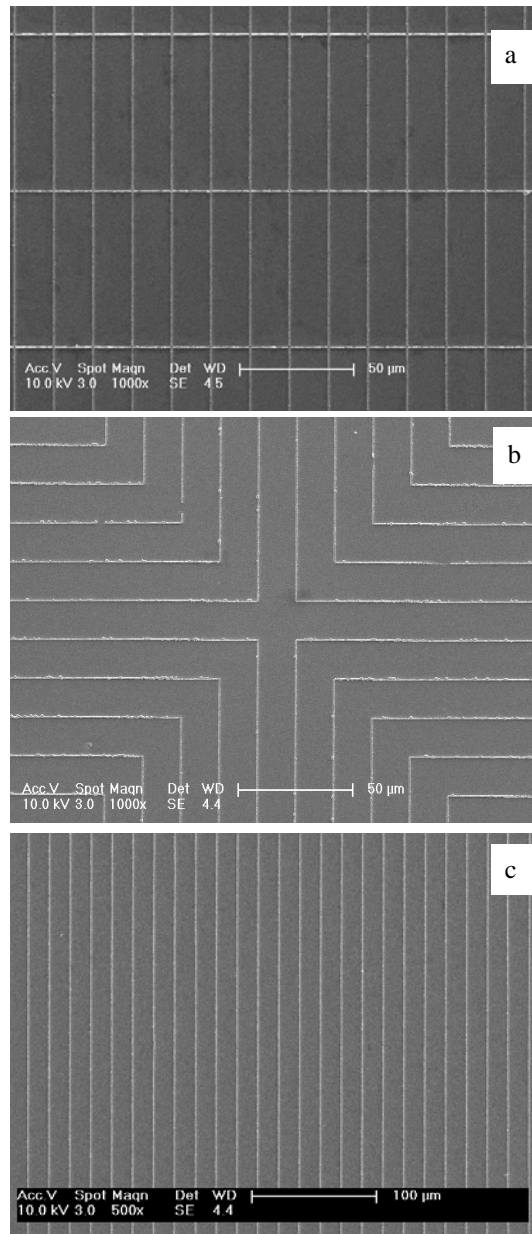 a
Acc.V Spot Magn Det WD 50 µm
10.0 kV 3.0 1000x SE 4.5
b
Acc.V Spot Magn Det WD 50 µm
10.0 kV 3.0 1000x SE 4.4
c
Acc.V Spot Magn Det WD 100 µm
10.0 kV 3.0 500x SE 4.4